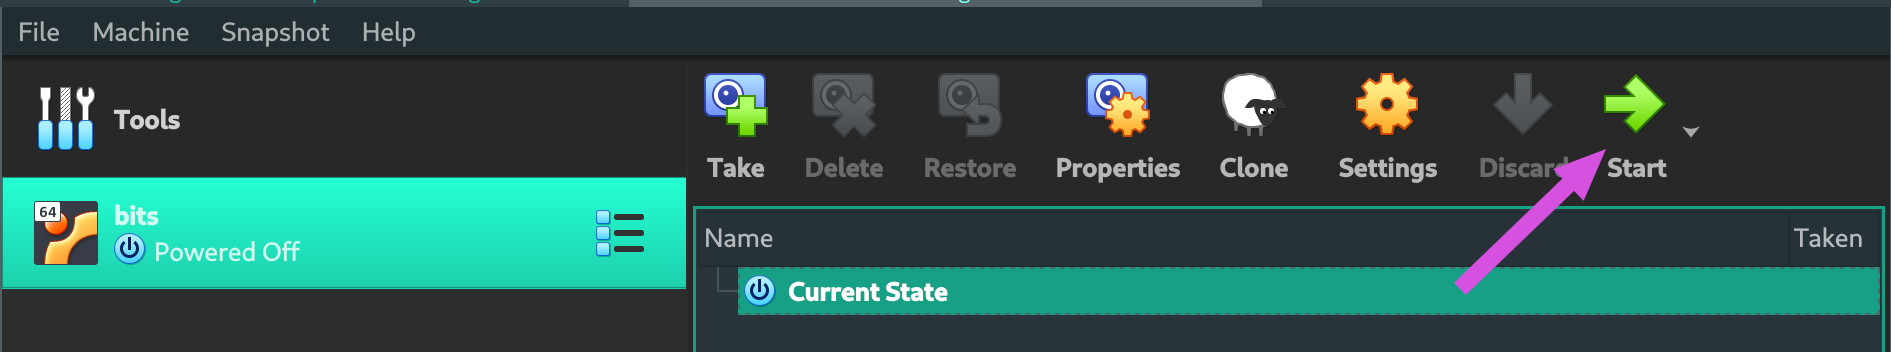 File Machine Snapshot Help
Tools
Take Delete Restore Properties Clone Settings Discard Start
64
bits
Powered Off
Name Taken
Current State